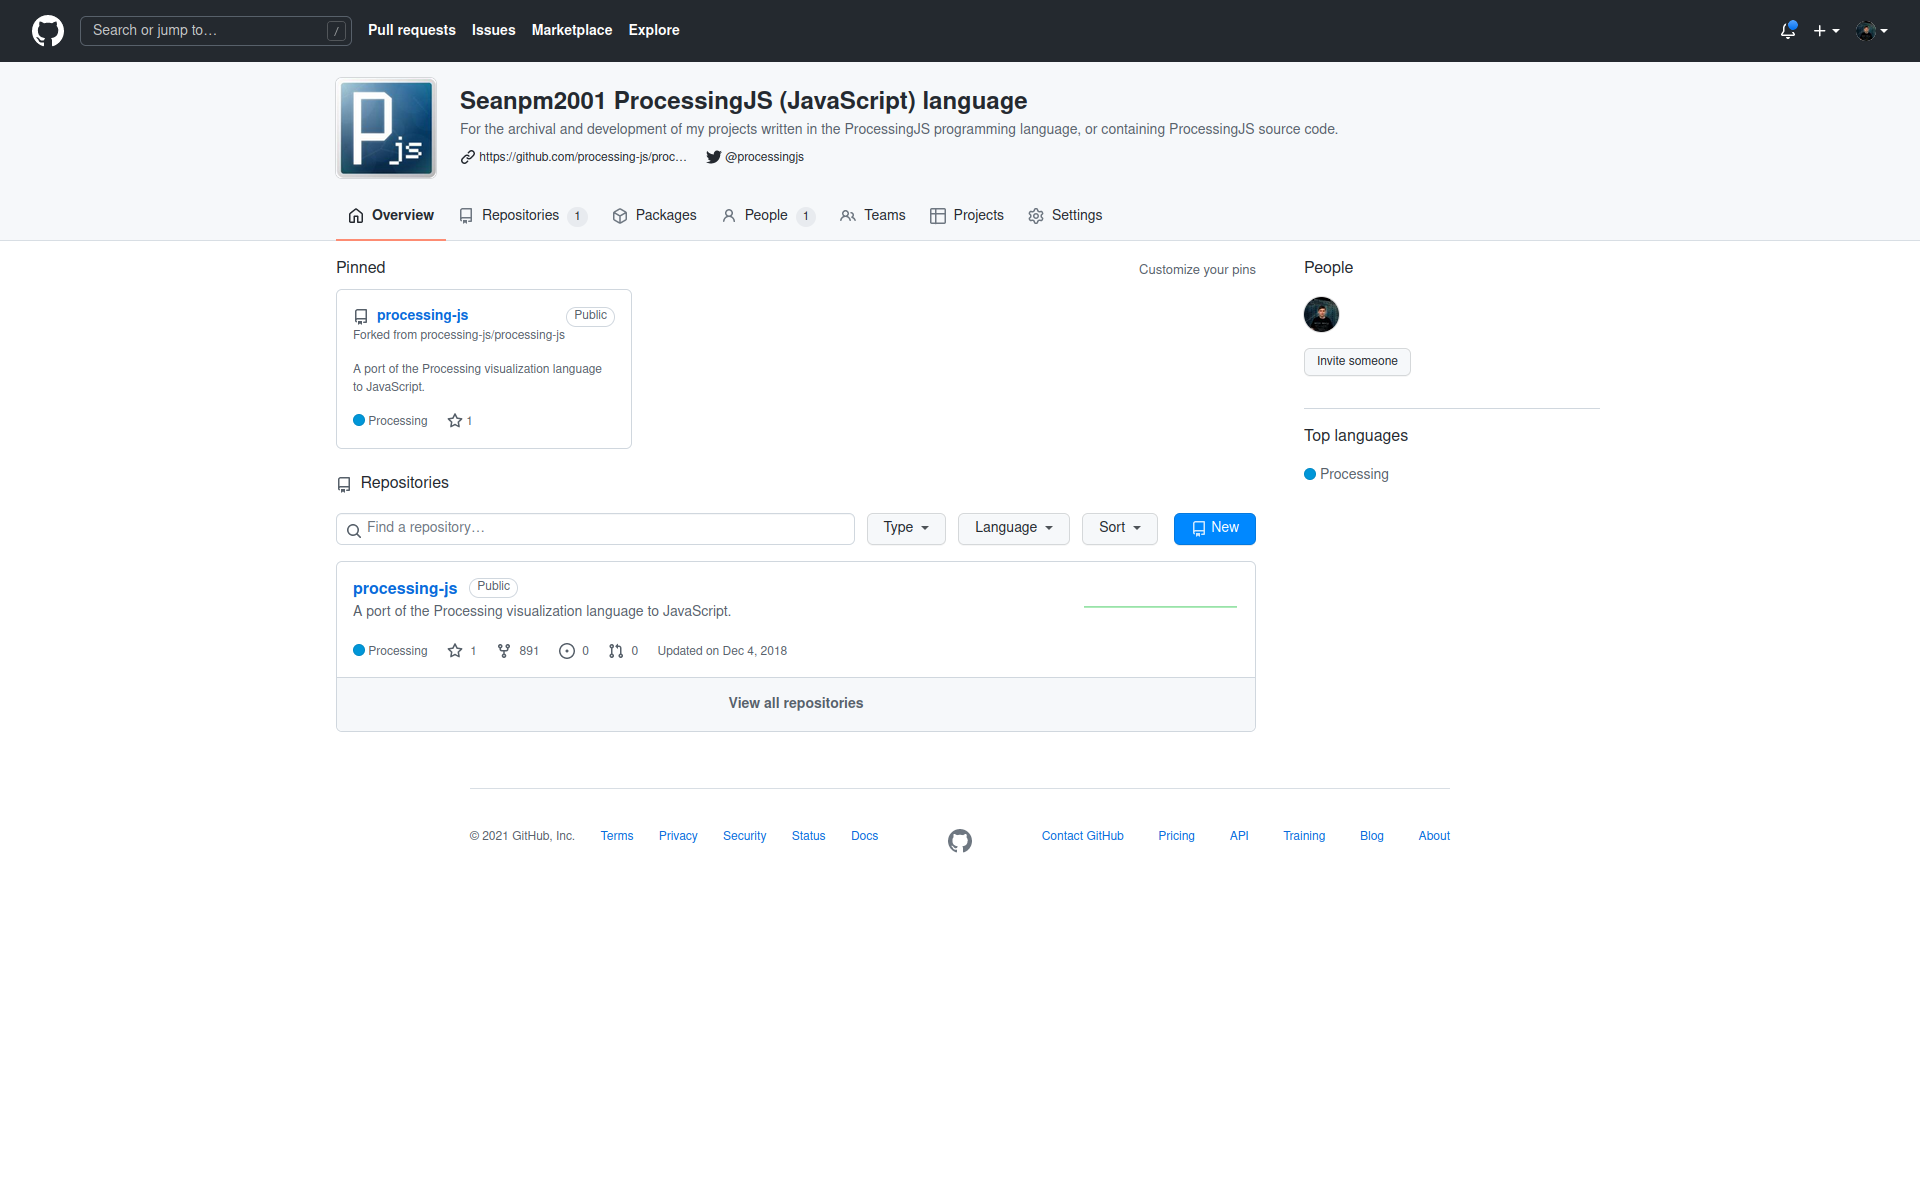 Search or jump to… /
Pull requests Issues Marketplace Explore
Pjs
Seanpm2001 ProcessingJS (JavaScript) language
For the archival and development of my projects written in the ProcessingJS programming language, or containing ProcessingJS source code.
https://github.com/processing-js/proc… @processingjs
Overview Repositories 1 Packages People 1 Teams Projects Settings
Pinned
Customize your pins
processing-js Public
Forked from processing-js/processing-js
A port of the Processing visualization language
to JavaScript.
Processing 1
Repositories
Find a repository… Type Language Sort New
processing-js Public
A port of the Processing visualization language to JavaScript.
Processing 1 891 0 0 Updated on Dec 4, 2018
View all repositories
People
Invite someone
Top languages
Processing
© 2021 GitHub, Inc. Terms Privacy Security Status Docs Contact GitHub Pricing API Training Blog About